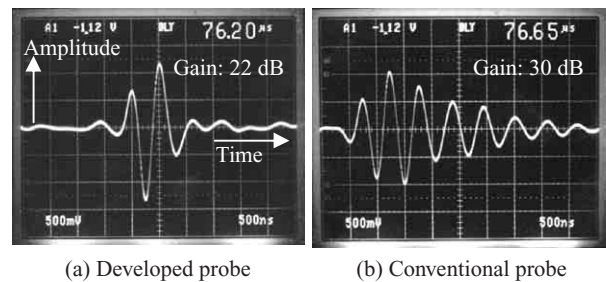 A1 -1.12 V DLY 76.20 µs
Amplitude
Gain: 22 dB
Time
500mV 500ns
A1 -1.12 V DLY 76.65 µs
Gain: 30 dB
500mV 500ns
(a) Developed probe
(b) Conventional probe